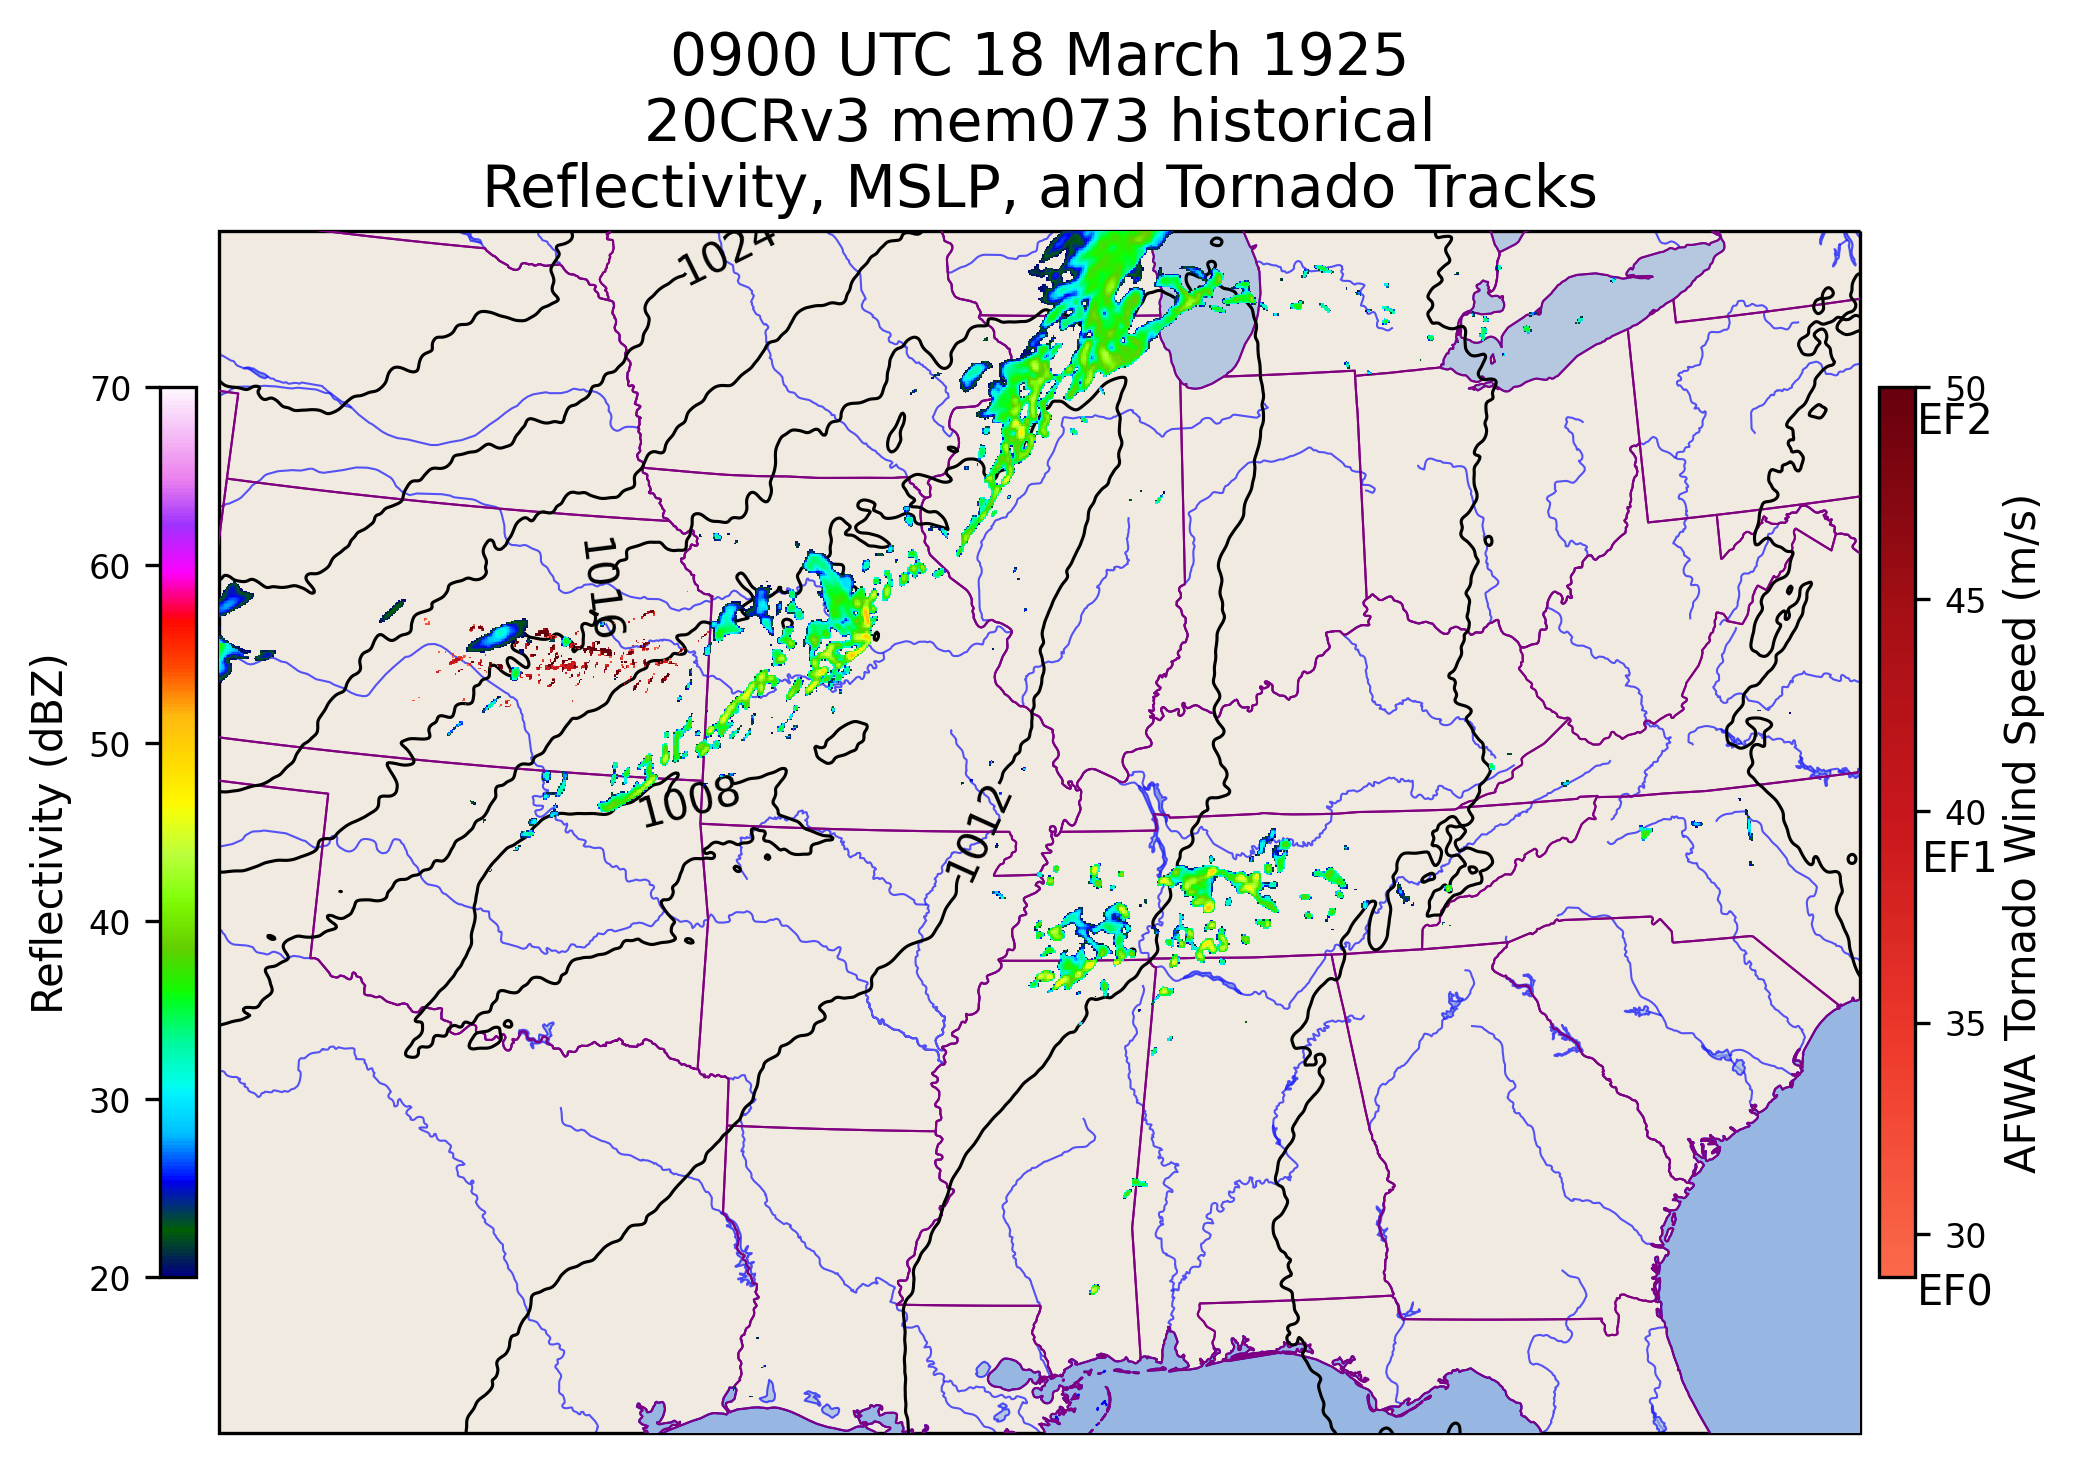 0900 UTC 18 March 1925
20CRv3 mem073 historical
Reflectivity, MSLP, and Tornado Tracks
1024
1016
1008
1012
70
60
50
40
30
20
Reflectivity (dBZ)
50
EF2
45
40
EF1
35
30
EF0
AFWA Tornado Wind Speed (m/s)